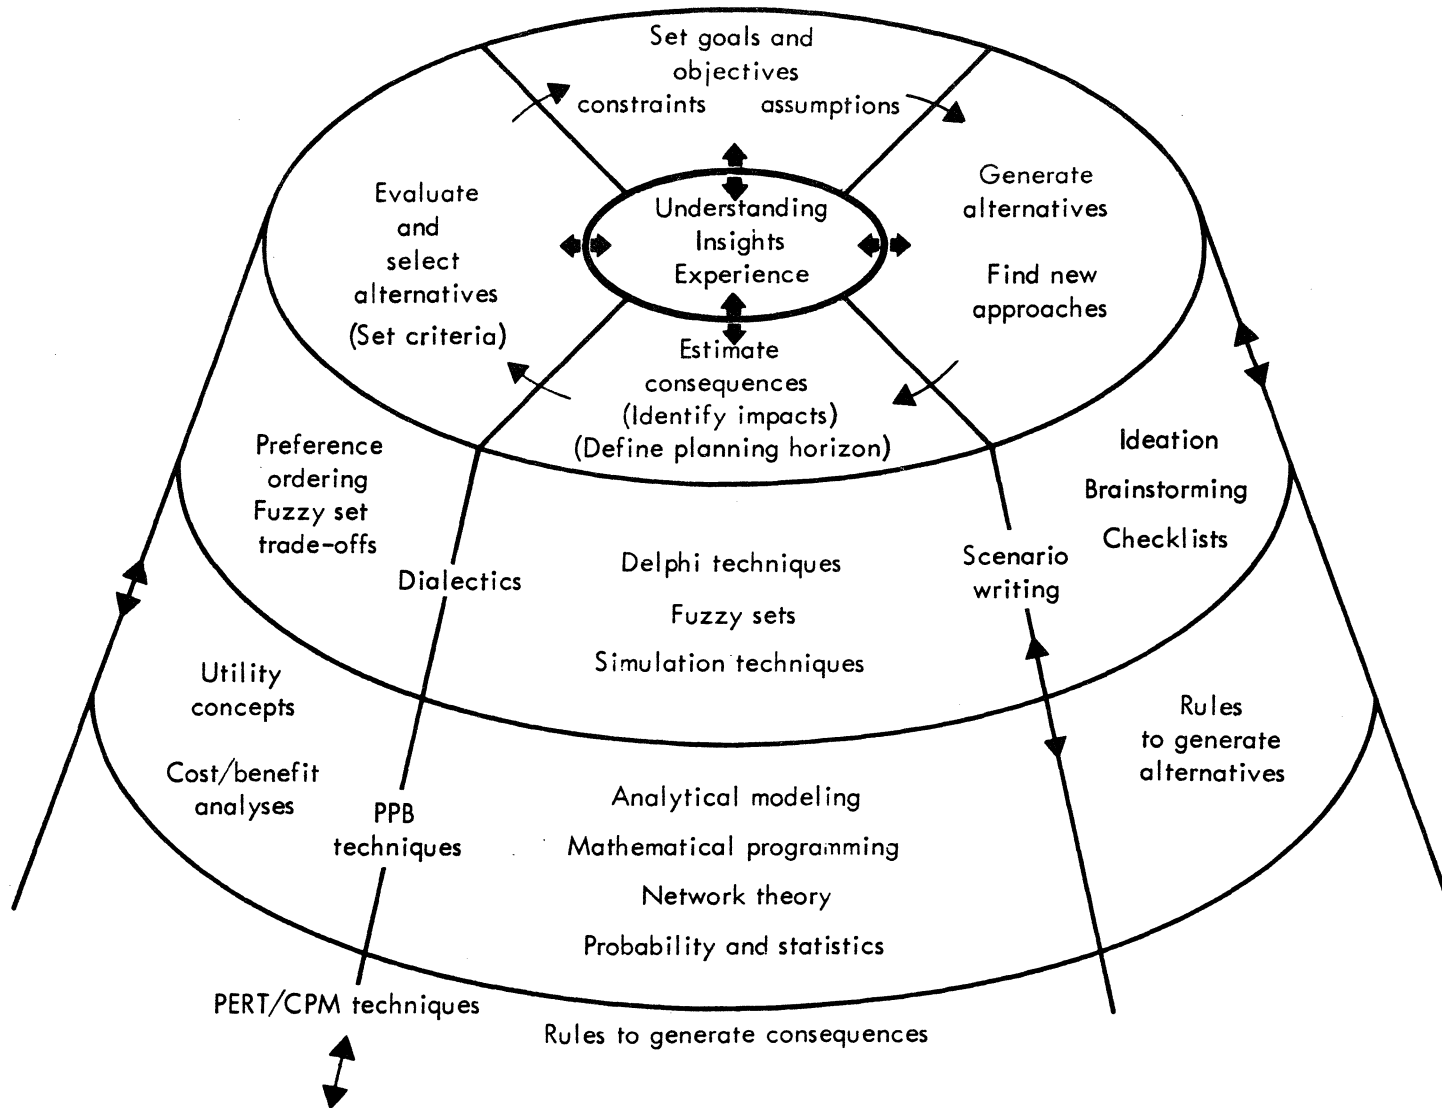 Set goals and
objectives
constraints assumptions
Evaluate
and
select
alternatives
(Set criteria)
Understanding
Insights
Experience
Generate
alternatives
Find new
approaches
Estimate
consequences
(Identify impacts)
(Define planning horizon)
Preference
ordering
Fuzzy set
trade-offs
Dialectics
Delphi techniques
Fuzzy sets
Simulation techniques
Scenario
writing
Ideation
Brainstorming
Checklists
Utility
concepts
Cost/benefit
analyses
PPB
techniques
Analytical modeling
Mathematical programming
Network theory
Probability and statistics
Rules
to generate
alternatives
PERT/CPM techniques
Rules to generate consequences